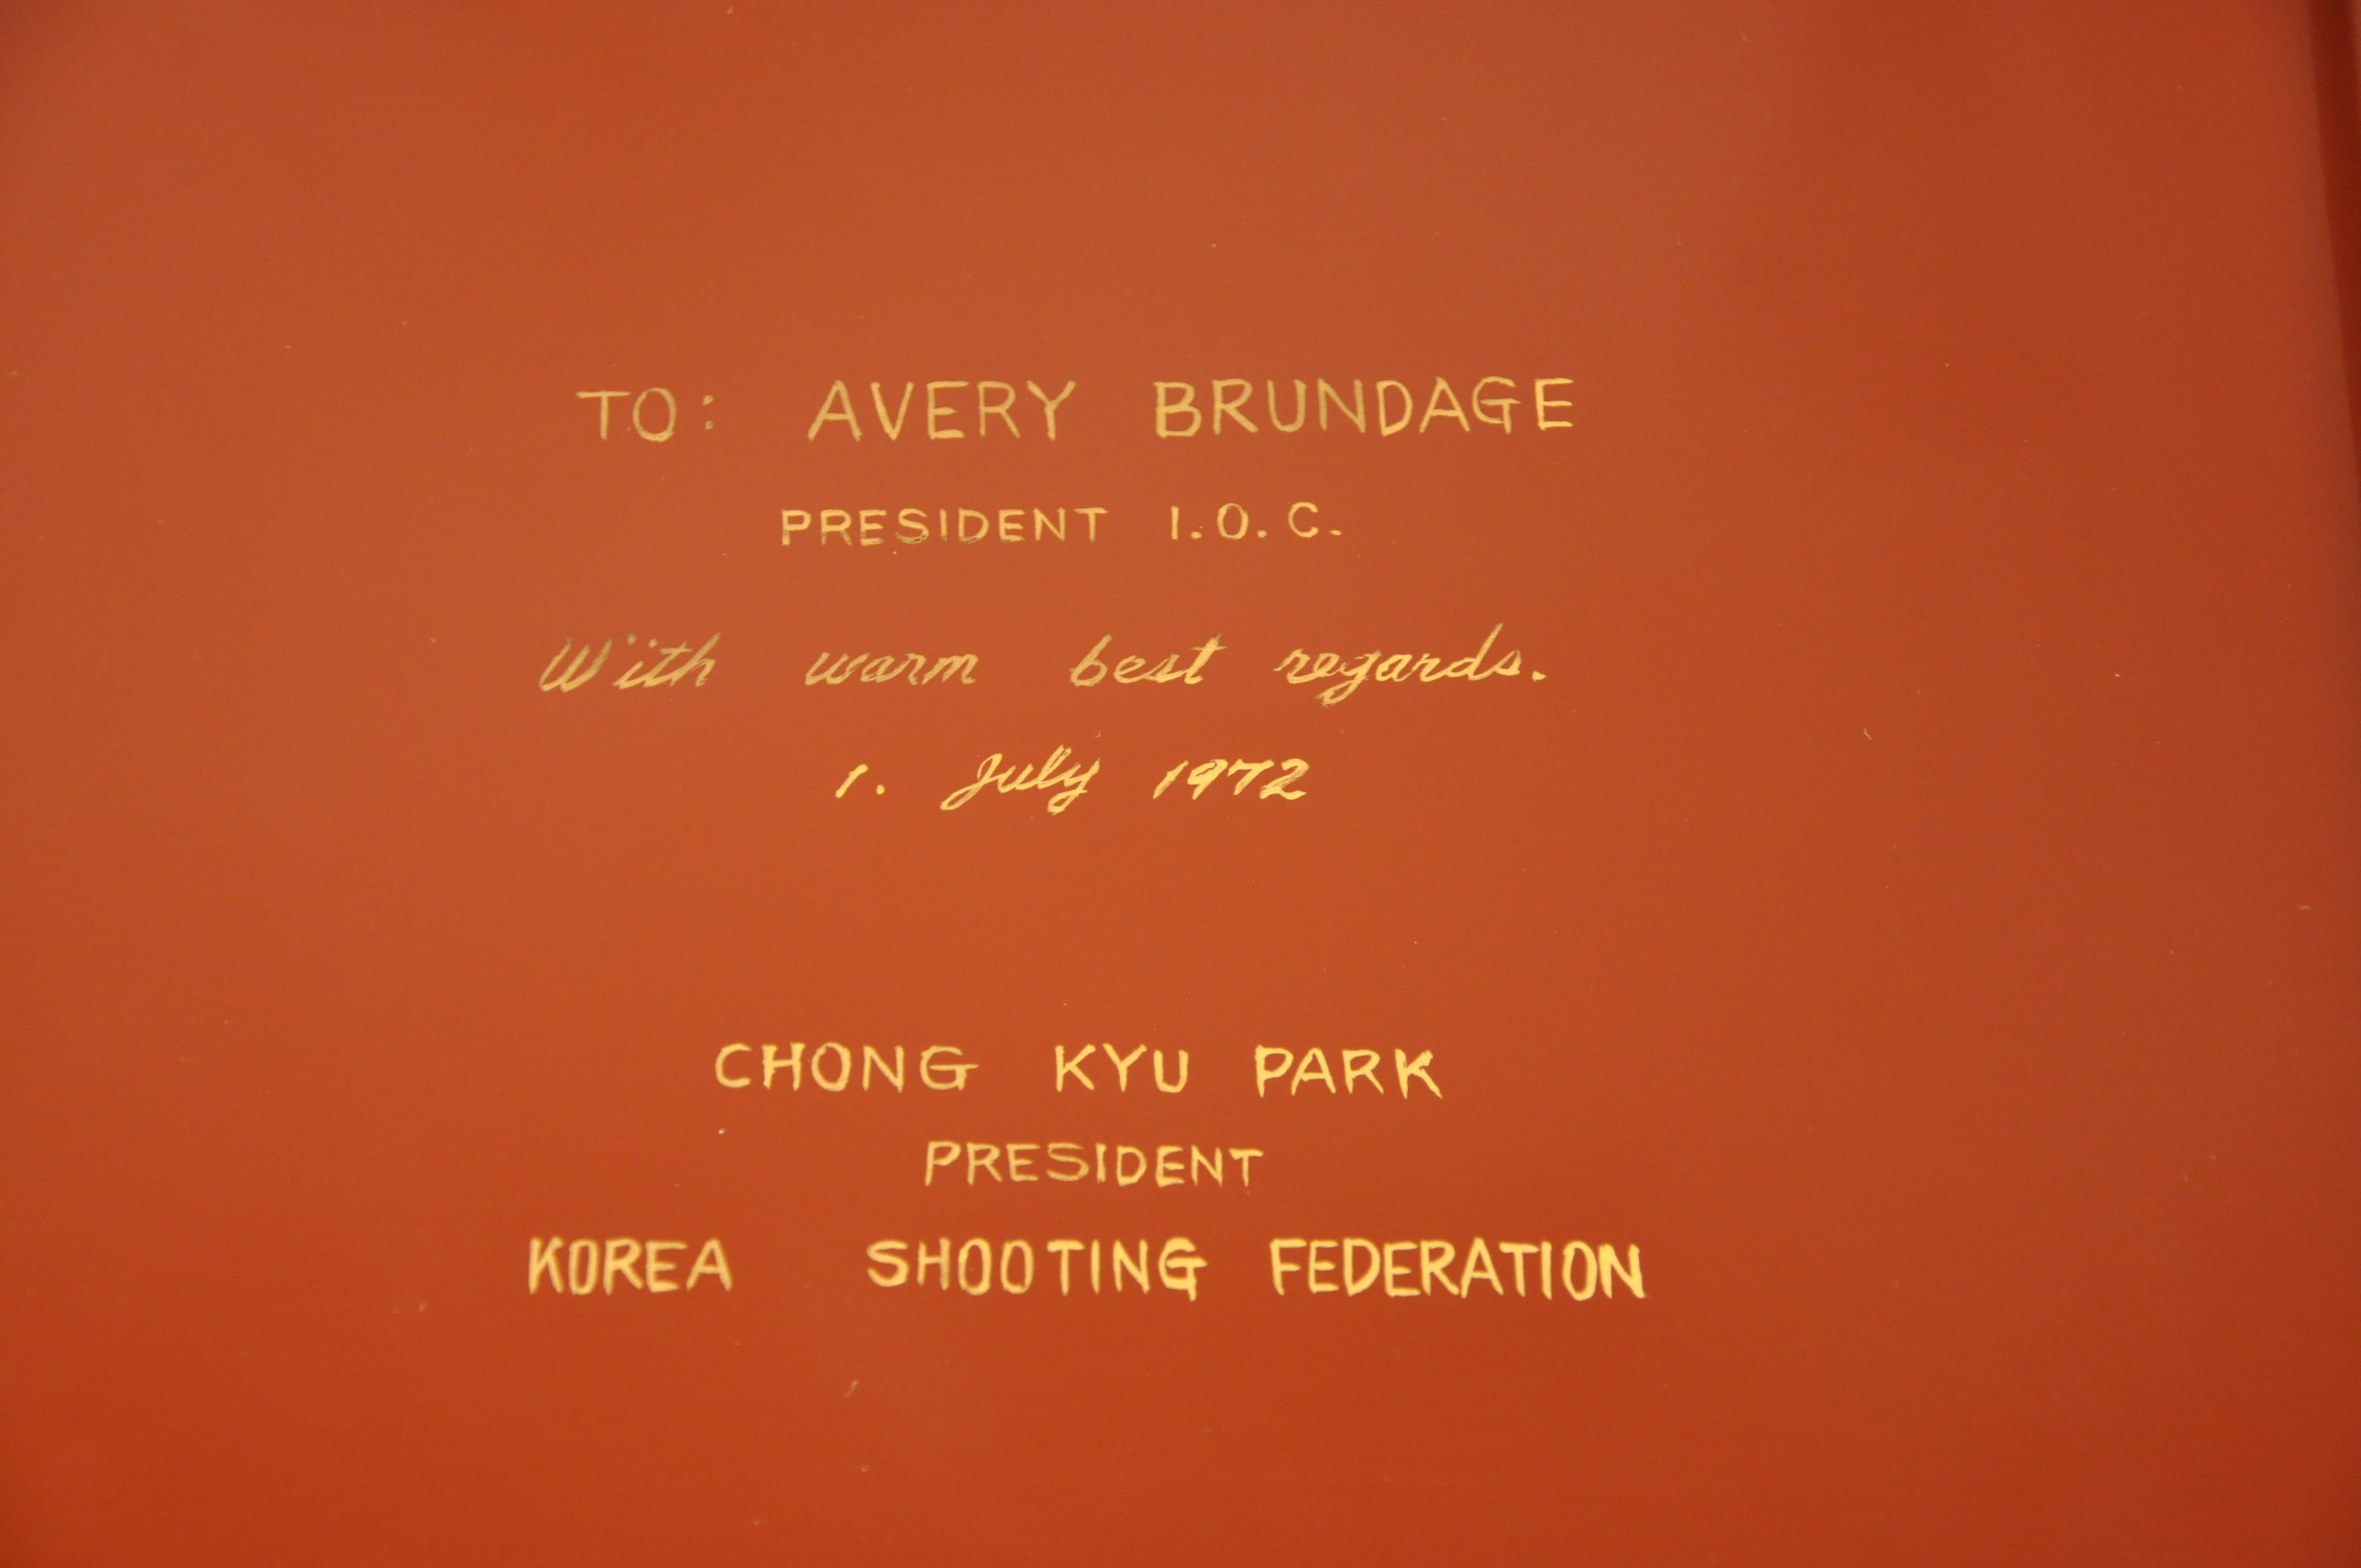 TO: AVERY BRUNDAGE
PRESIDENT I.O.C.
With warm best regards.
1. July 1972
CHONG KYU PARK
PRESIDENT
KOREA SHOOTING FEDERATION